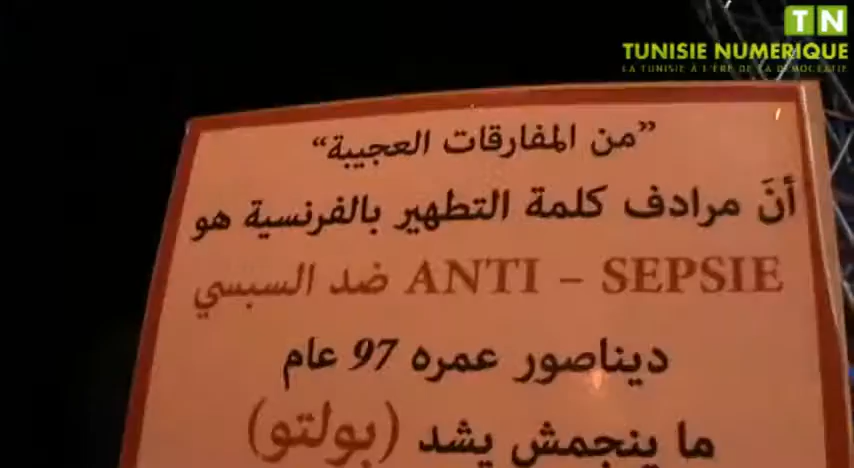 TN
TUNISIE NUMERIQUE
LA TUNISIE À L'ÈRE DE LA DÉMOCRATIE
”من المفارقات العجيبة“
أنَ مرادف كلمة التطهير بالفرنسية هو
ANTI – SEPSIE ضد السبسي
ديناصور عمره 97 عام
ما ينجمش يشد (بولتو)